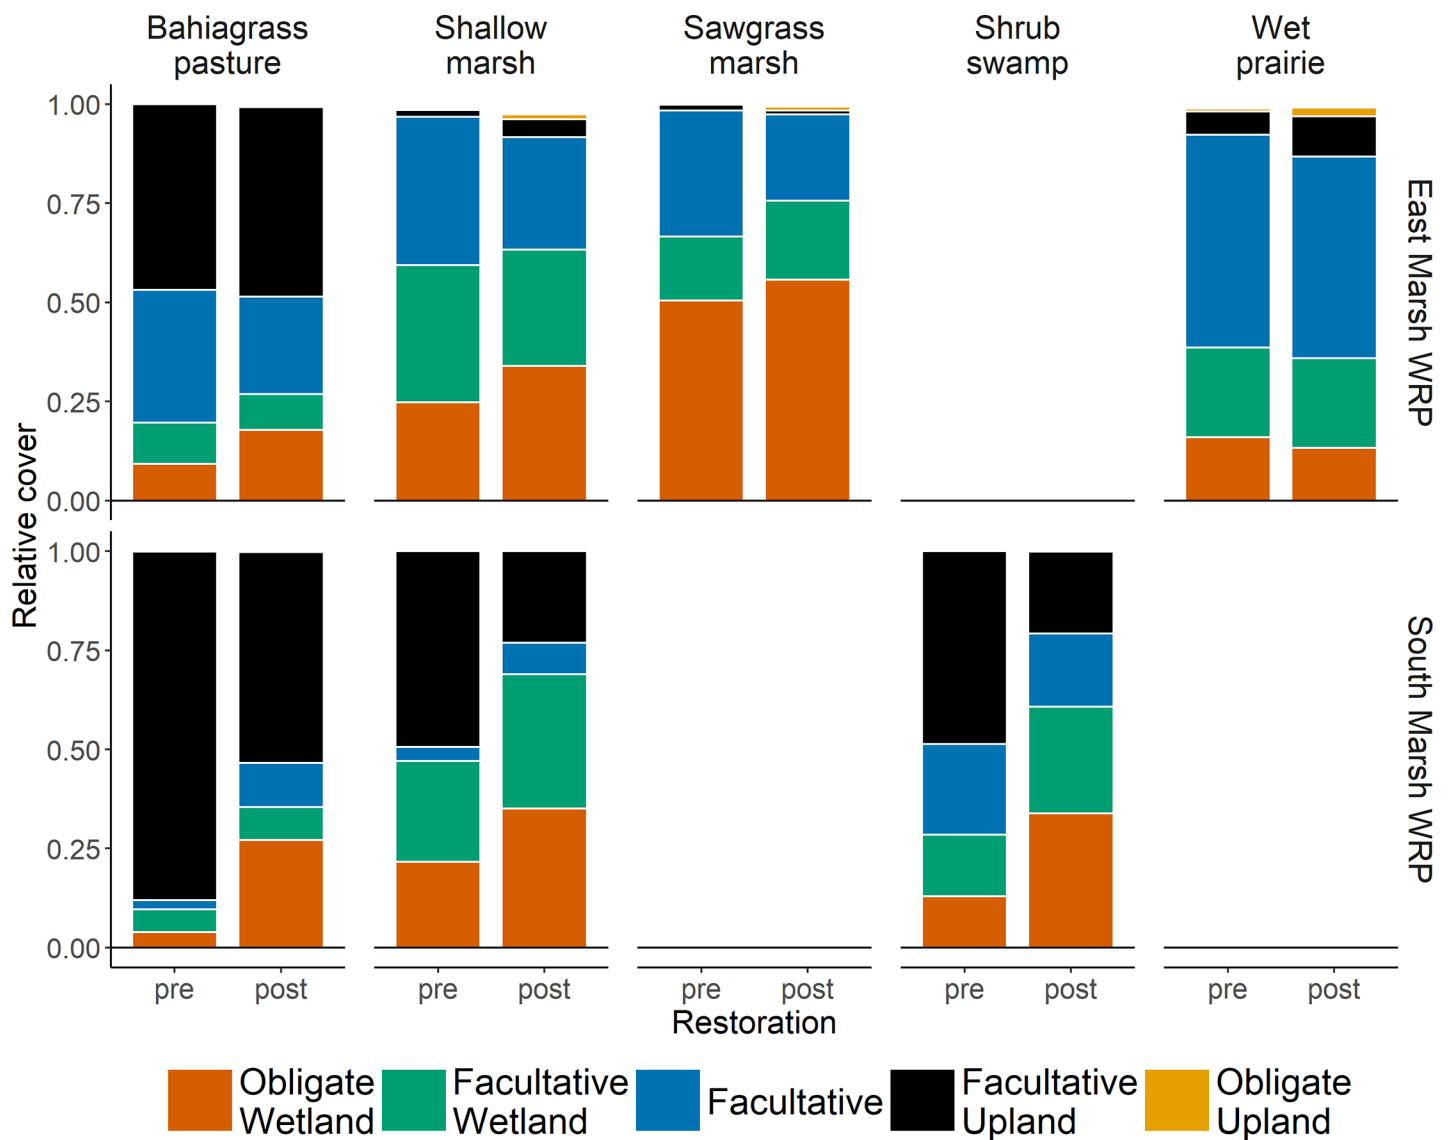 Bahiagrass
pasture
Shallow
marsh
Sawgrass
marsh
Shrub
swamp
Wet
prairie
1.00
0.75
0.50
0.25
0.00
East Marsh WRP
Relative cover
1.00
0.75
0.50
0.25
0.00
South Marsh WRP
pre post pre post pre post pre post pre post
Restoration
Obligate
Wetland
Facultative
Wetland
Facultative
Facultative
Upland
Obligate
Upland